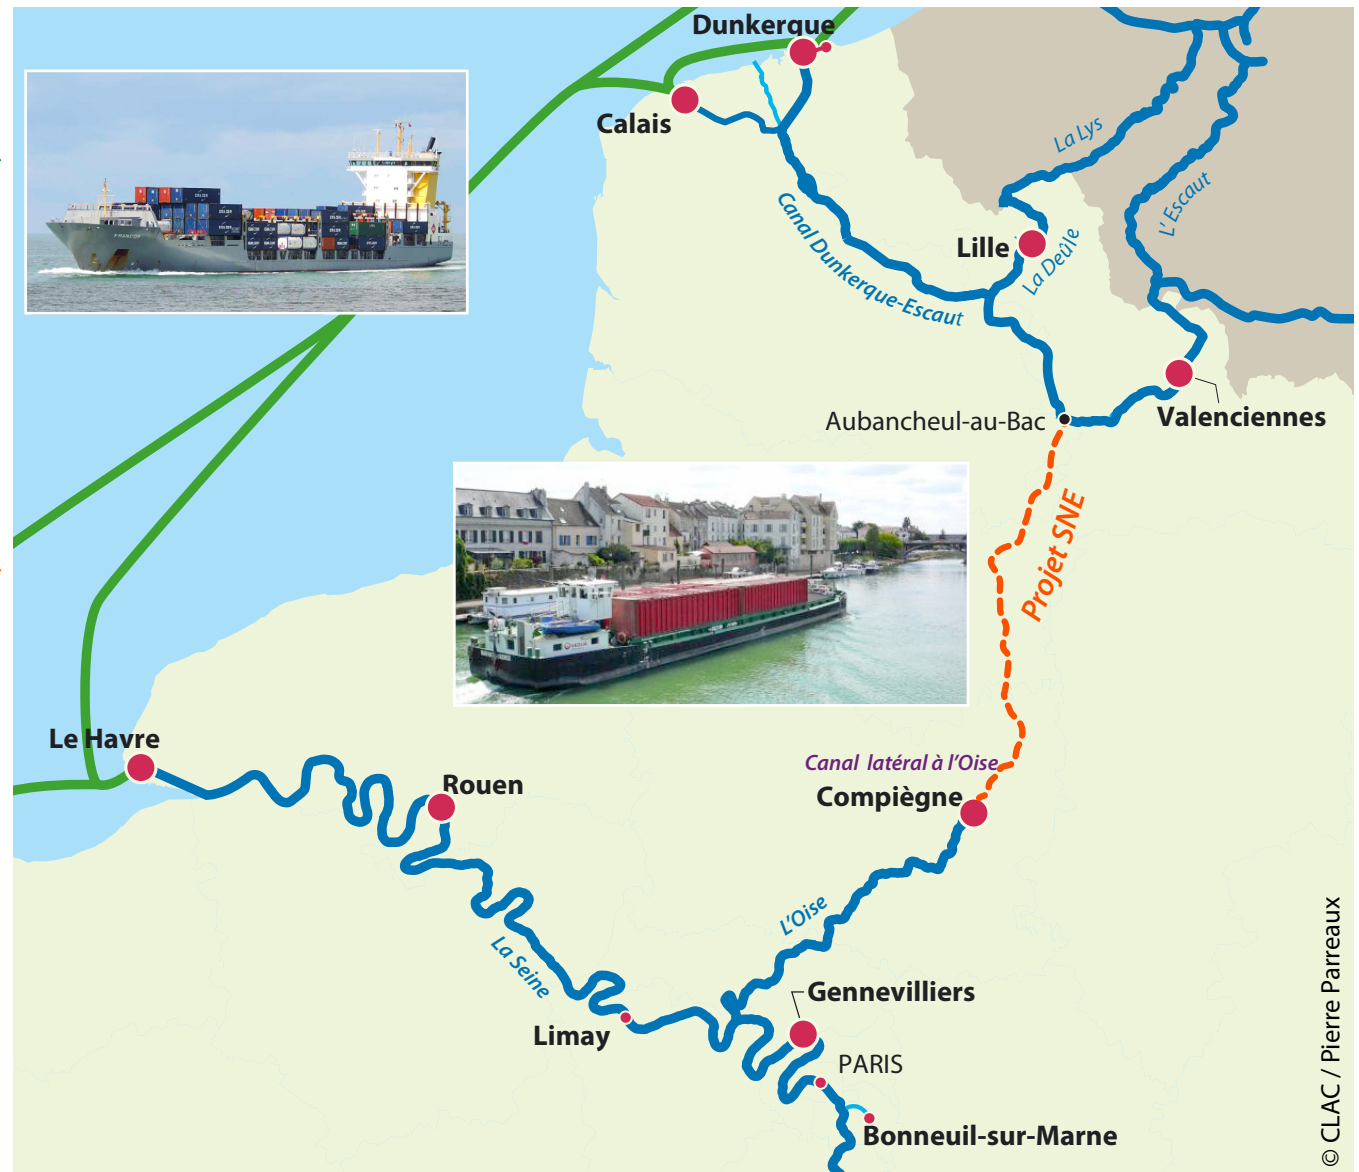 Dunkerque
Calais
La Lys
L'Escaut
Canal Dunkerque-Escaut
Lille
La Deûle
Aubancheul-au-Bac
Valenciennes
Projet SNE
Le Havre
Rouen
Canal latéral à l'Oise
Compiègne
L'Oise
La Seine
Gennevilliers
Limay
PARIS
Bonneuil-sur-Marne
© CLAC / Pierre Parreaux